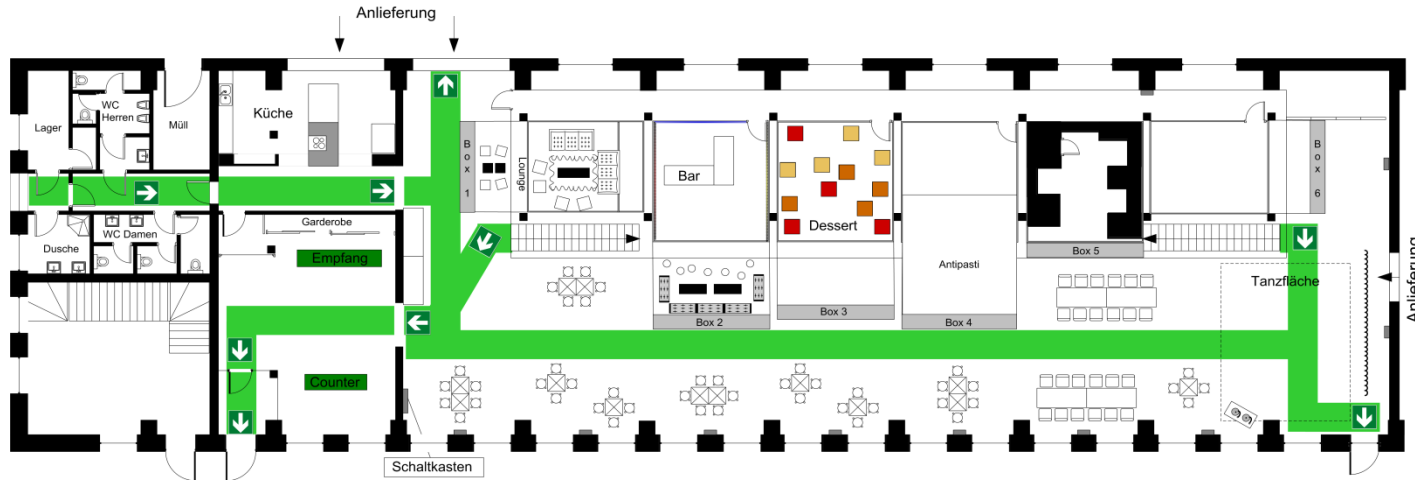 Anlieferung
WC
Herren
Lager
Müll
Küche
Box 1
Lounge
Bar
Dessert
Box 6
Garderobe
WC Damen
Dusche
Empfang
Box 5
Antipasti
Tanzfläche
Anlieferung
Box 2
Box 3
Box 4
Counter
Schaltkasten